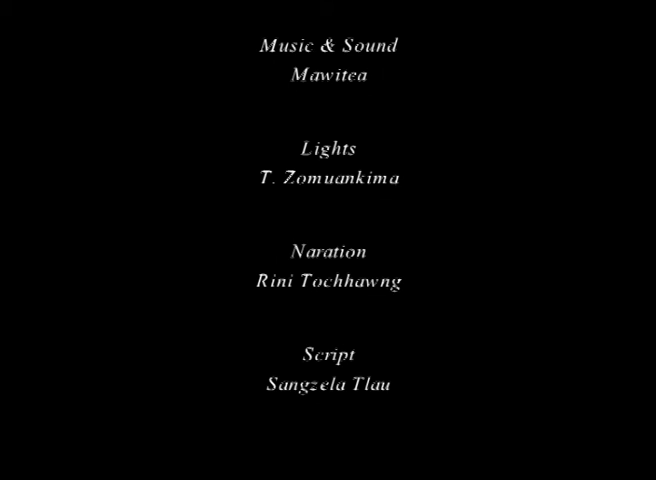 Music & Sound
Mawitea
Lights
T. Zomuankima
Naration
Rini Tochhawng
Script
Sangzela Tlau